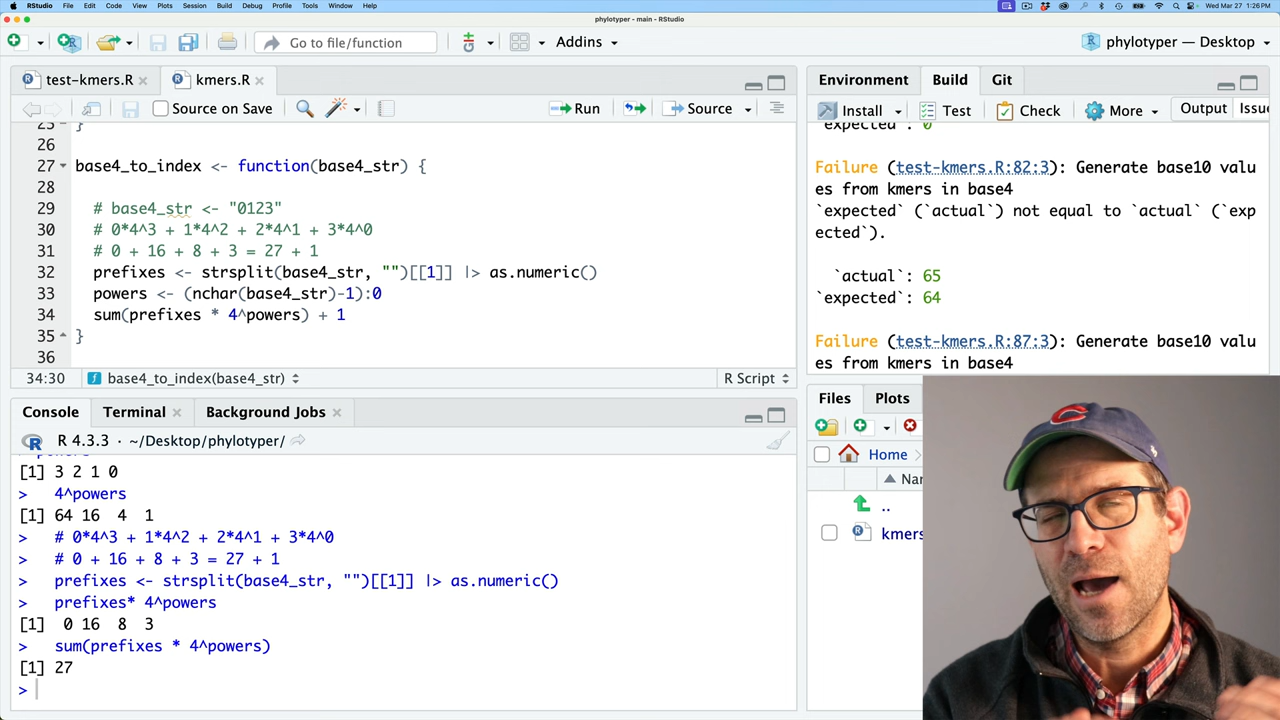 RStudio File Edit Code View Plots Session Build Debug Profile Tools Window Help Wed Mar 27 1:26 PM
phylotyper - main - RStudio
Go to file/function Addins phylotyper — Desktop
test-kmers.R kmers.R
Source on Save Run Source
25 }
26
27 base4_to_index <- function(base4_str) {
28
29 # base4_str <- "0123"
30 # 0*4^3 + 1*4^2 + 2*4^1 + 3*4^0
31 # 0 + 16 + 8 + 3 = 27 + 1
32 prefixes <- strsplit(base4_str, "")[[1]] |> as.numeric()
33 powers <- (nchar(base4_str)-1):0
34 sum(prefixes * 4^powers) + 1
35 }
36
34:30 base4_to_index(base4_str) R Script
Console Terminal Background Jobs
R 4.3.3 · ~/Desktop/phylotyper/
> powers
[1] 3 2 1 0
> 4^powers
[1] 64 16 4 1
> # 0*4^3 + 1*4^2 + 2*4^1 + 3*4^0
> # 0 + 16 + 8 + 3 = 27 + 1
> prefixes <- strsplit(base4_str, "")[[1]] |> as.numeric()
> prefixes* 4^powers
[1] 0 16 8 3
> sum(prefixes * 4^powers)
[1] 27
>
Environment Build Git
Install Test Check More Output Issue
`expected`: 0
Failure (test-kmers.R:82:3): Generate base10 valu
es from kmers in base4
`expected` (`actual`) not equal to `actual` (`exp
ected`).
`actual`: 65
`expected`: 64
Failure (test-kmers.R:87:3): Generate base10 valu
es from kmers in base4
Files Plots
Home
Nar
..
kmers
C